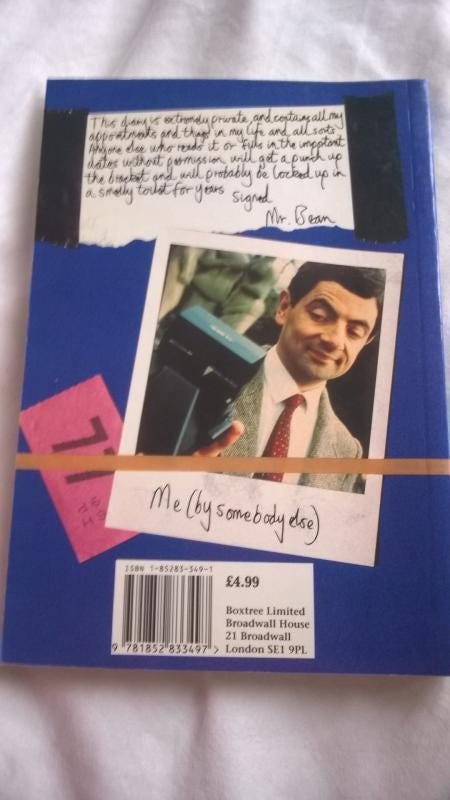 This diary is extremely private, and contains all my
appointments and things in my life and all sorts.
Anyone else who reads it or fills in the important
dates without permission will get a punch up
the bracket and will probably be locked up in
a smelly toilet for years
signed
Mr. Bean
Me (by somebody else)
ISBN 1-85283-349-1
£4.99
Boxtree Limited
Broadwall House
21 Broadwall
London SE1 9PL
9 781852 833497 >